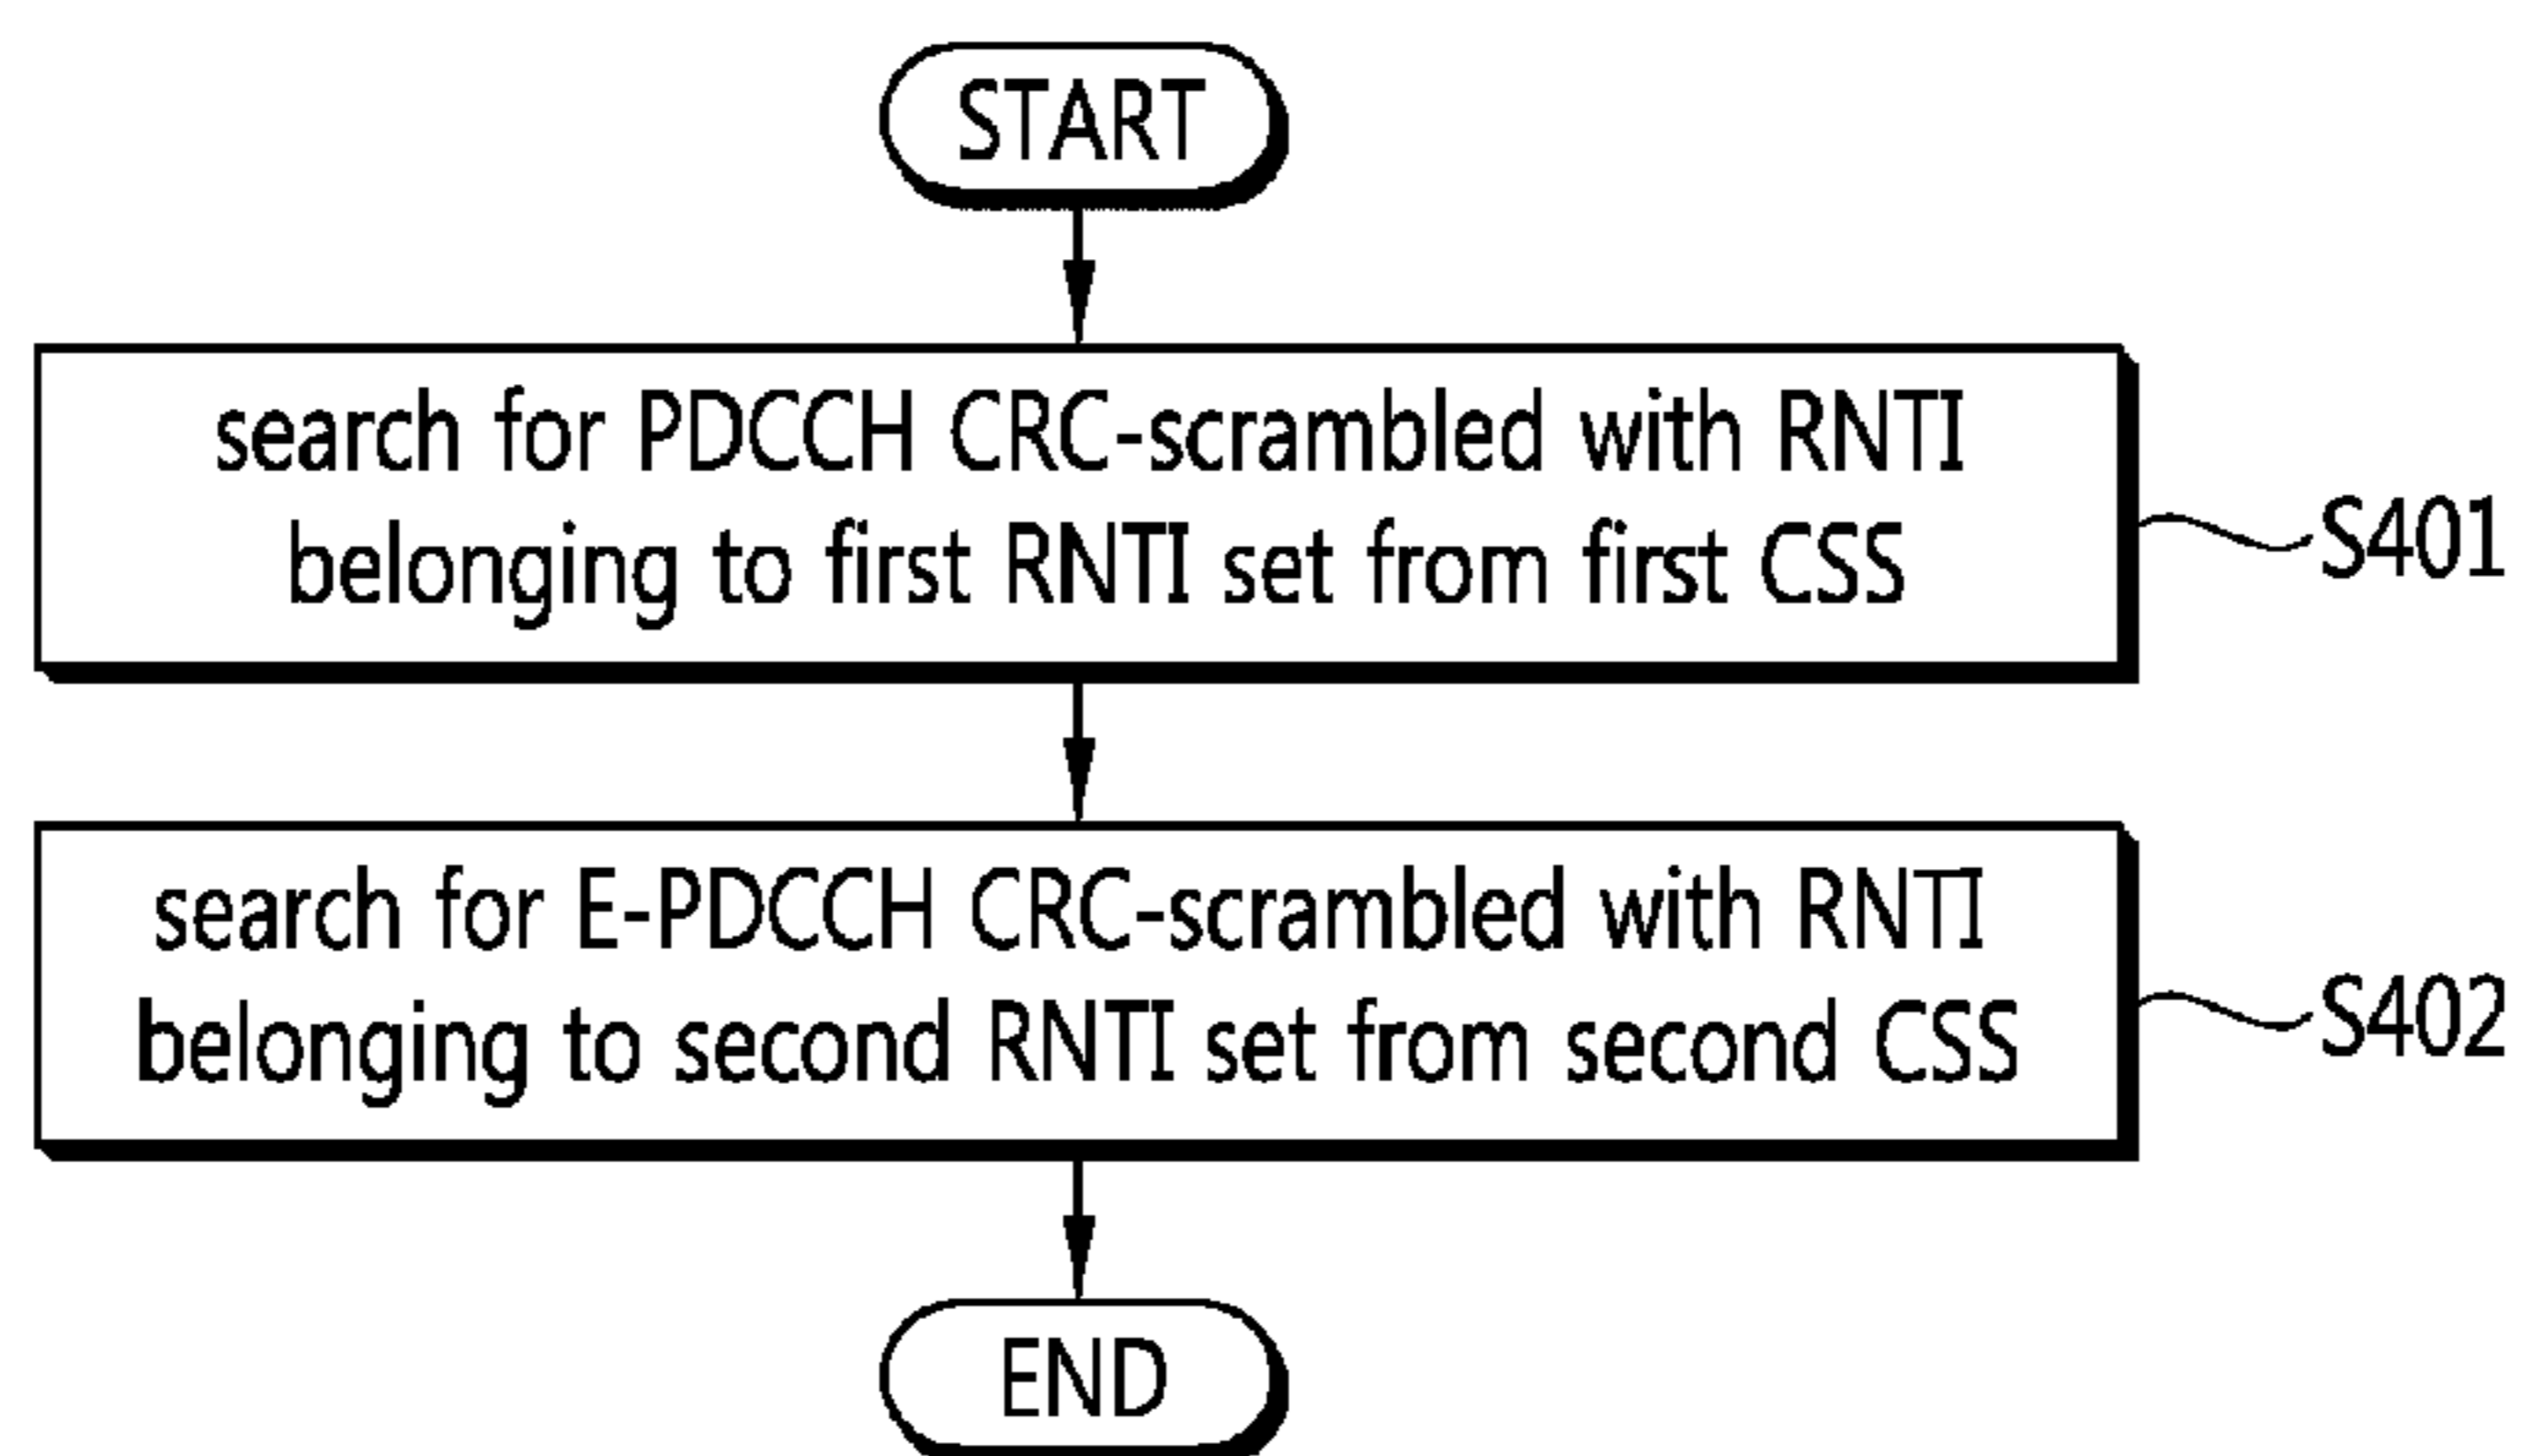 START
search for PDCCH CRC-scrambled with RNTI
belonging to first RNTI set from first CSS
S401
search for E-PDCCH CRC-scrambled with RNTI
belonging to second RNTI set from second CSS
S402
END